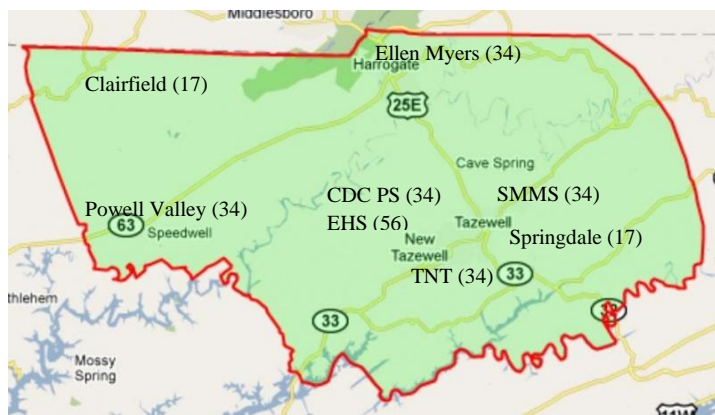 Middlesboro
Ellen Myers (34)
Harrogate
Clairfield (17)
25E
Cave Spring
CDC PS (34)
SMMS (34)
Powell Valley (34)
EHS (56)
63
Speedwell
Tazewell
Springdale (17)
New
Tazewell
TNT (34)
33
33
Mossy
Spring
11W